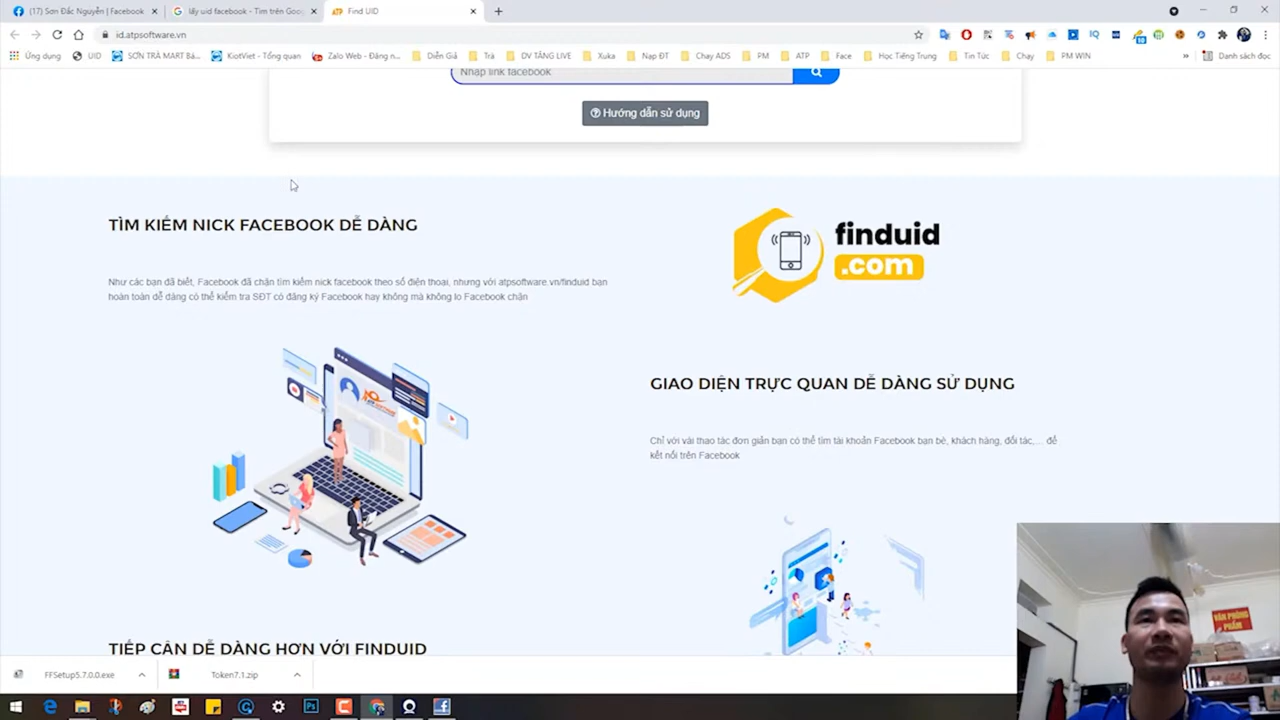 (17) Sơn Đắc Nguyễn | Facebook
lấy uid facebook - Tìm trên Goog
Find UID
id.atpsoftware.vn
Ứng dụng
UID
SƠN TRÀ MART Bá...
KiotViet - Tổng quan
Zalo Web - Đăng n...
Diễn Giả
Trà
DV TĂNG LIVE
Xuka
Nạp ĐT
Chạy ADS
PM
ATP
Face
Học Tiếng Trung
Tin Tức
Chạy
PM WIN
»
Danh sách đọc
Nhập link facebook
Hướng dẫn sử dụng
TÌM KIẾM NICK FACEBOOK DỄ DÀNG
finduid
.com
Như các bạn đã biết, Facebook đã chặn tìm kiếm nick facebook theo số điện thoại, nhưng với atpsoftware.vn/finduid bạn
hoàn toàn dễ dàng có thể kiểm tra SĐT có đăng ký Facebook hay không mà không lo Facebook chặn
GIAO DIỆN TRỰC QUAN DỄ DÀNG SỬ DỤNG
Chỉ với vài thao tác đơn giản bạn có thể tìm tài khoản Facebook bạn bè, khách hàng, đối tác,... để
kết nối trên Facebook
TIẾP CẬN DỄ DÀNG HƠN VỚI FINDUID
VĂN PHÒNG
PHẨM
FFSetup5.7.0.0.exe
Token7.1.zip